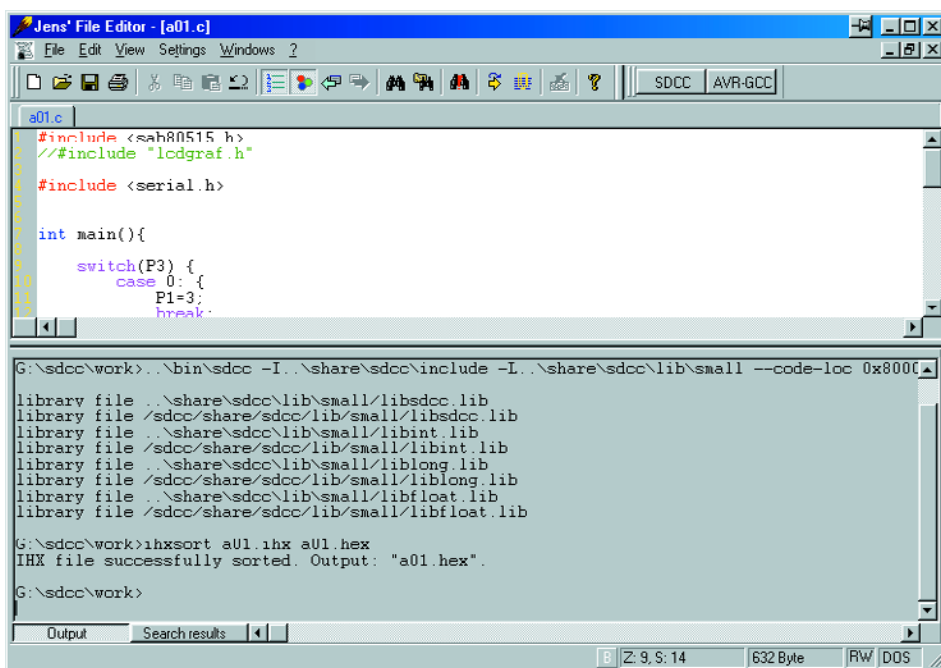 Jens' File Editor - [a01.c]
File Edit View Settings Windows ?
SDCC AVR-GCC
a01.c
1 #include <sab80515.h>
2 //#include "lcdgraf.h"
3
4 #include <serial.h>
5
6
7 int main(){
8
9 switch(P3) {
10 case 0: {
11 P1=3;
12 break;
G:\sdcc\work>..\bin\sdcc -I..\share\sdcc\include -L..\share\sdcc\lib\small --code-loc 0x8000
library file ..\share\sdcc\lib\small/libsdcc.lib
library file /sdcc/share/sdcc/lib/small/libsdcc.lib
library file ..\share\sdcc\lib\small/libint.lib
library file /sdcc/share/sdcc/lib/small/libint.lib
library file ..\share\sdcc\lib\small/liblong.lib
library file /sdcc/share/sdcc/lib/small/liblong.lib
library file ..\share\sdcc\lib\small/libfloat.lib
library file /sdcc/share/sdcc/lib/small/libfloat.lib
G:\sdcc\work>ihxsort a01.ihx a01.hex
IHX file successfully sorted. Output: "a01.hex".
G:\sdcc\work>
Output Search results
B Z: 9, S: 14 632 Byte RW DOS